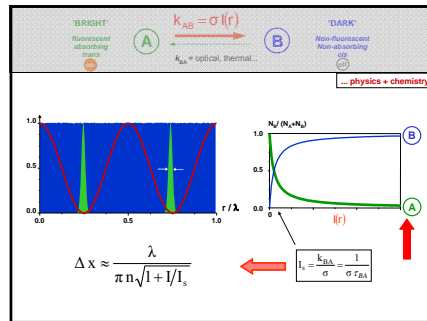 'BRIGHT'
fluorescent
absorbing
trans
A
k_AB = σ I(r)
k_BA = optical, thermal...
B
'DARK'
Non-fluorescent
Non-absorbing
cis
... physics + chemistry
1.0
0.5
0.0
0.0 0.5 1.0
r / λ
N_B/ (N_A+N_B)
1.0
0.5
0.0
0
I(r)
B
A
Δ x ≈ λ / (π n √(1 + I/I_s))
I_s = k_BA / σ = 1 / (σ τ_BA)